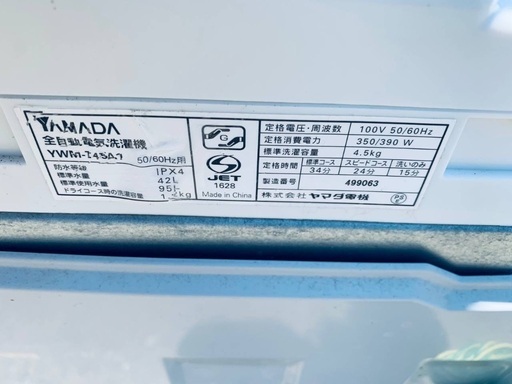 YAMADA
全自動電気洗濯機
50/60Hz用
防水等級 IPX4
標準水量 42L
標準使用水量 95L
ドライコース時の洗濯容量
JET
1628
Made in China
定格電圧・周波数 100V 50/60Hz
定格消費電力 350/390 W
標準洗濯容量 4.5kg
定格時間 標準コース スピードコース 洗いのみ
34分 24分 15分
製造番号 499063
株式会社 ヤマダ電機